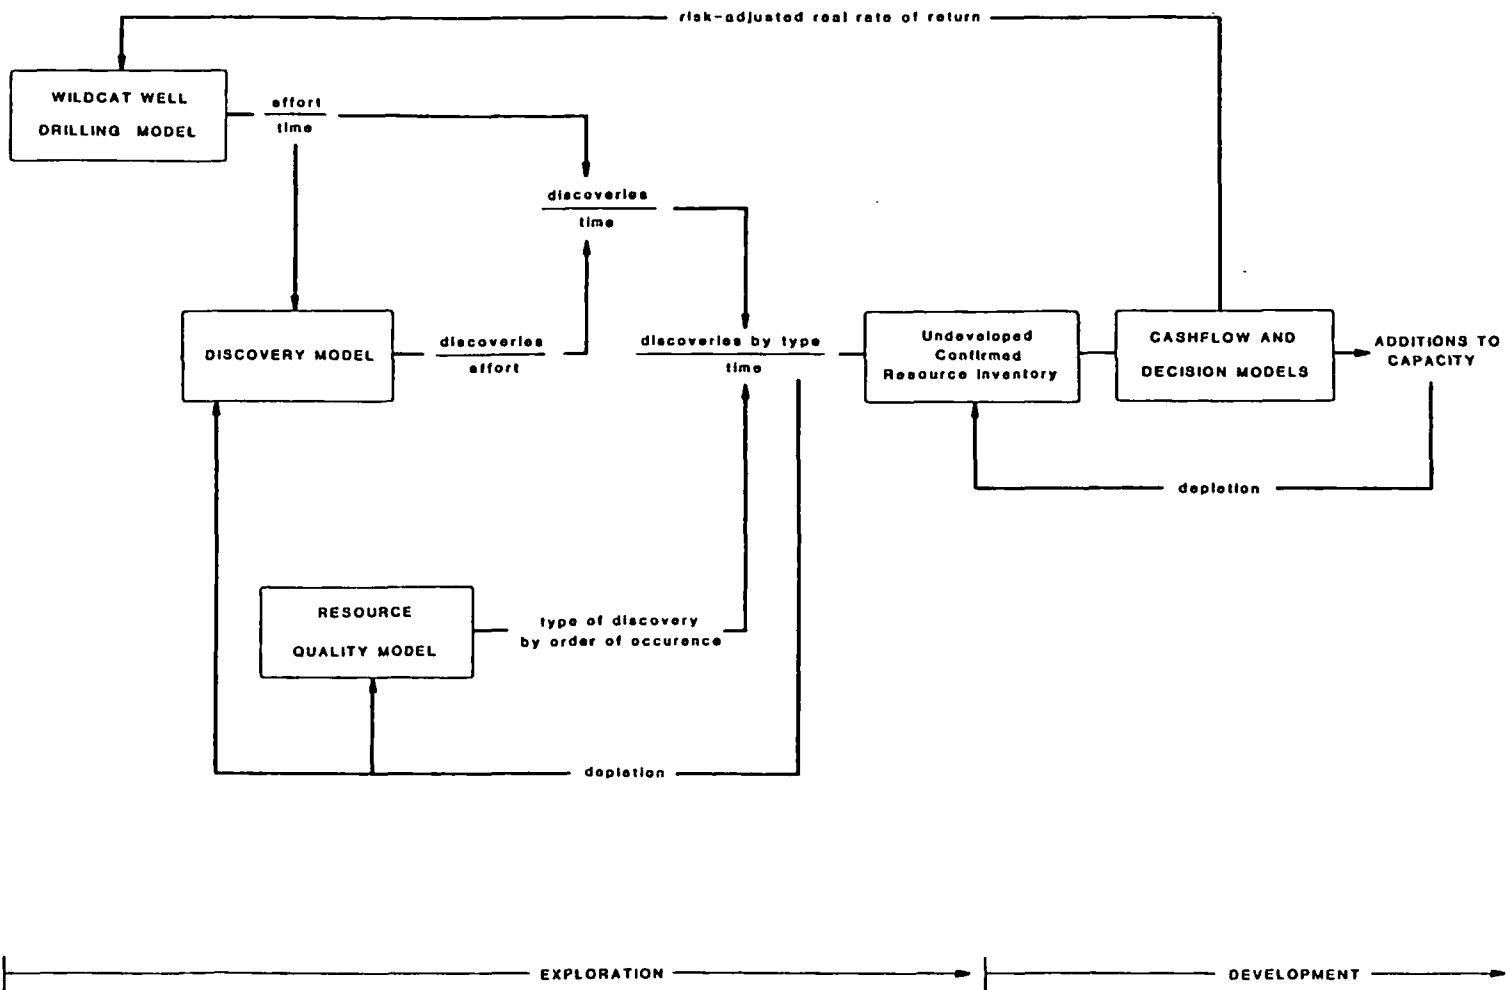 risk-adjusted real rate of return
WILDCAT WELL
DRILLING MODEL
effort
time
discoveries
time
DISCOVERY MODEL
discoveries
effort
discoveries by type
time
Undeveloped
Confirmed
Resource Inventory
CASHFLOW AND
DECISION MODELS
ADDITIONS TO
CAPACITY
depletion
RESOURCE
QUALITY MODEL
type of discovery
by order of occurence
depletion
EXPLORATION
DEVELOPMENT